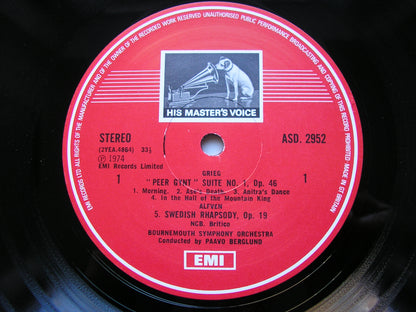 MANUFACTURER AND OF THE OWNER OF THE RECORDED WORK RESERVED UNAUTHORISED PUBLIC PERFORMANCE BROADCASTING AND COPYING OF THIS RECORD PROHIBITED. MADE IN GT BRITAIN
EMI RECORDS LTD ALL RIGHTS OF THE
HIS MASTER'S VOICE
STEREO
(2YEA.4864) 33⅓
℗ 1974
EMI Records Limited
ASD. 2952
1
1
GRIEG
"PEER GYNT" SUITE NO. 1, Op. 46
1. Morning. 2. Ase's Death. 3. Anitra's Dance
4. In the Hall of the Mountain King
ALFVEN
5. SWEDISH RHAPSODY, Op. 19
NCB. Britico
BOURNEMOUTH SYMPHONY ORCHESTRA
Conducted by PAAVO BERGLUND
EMI